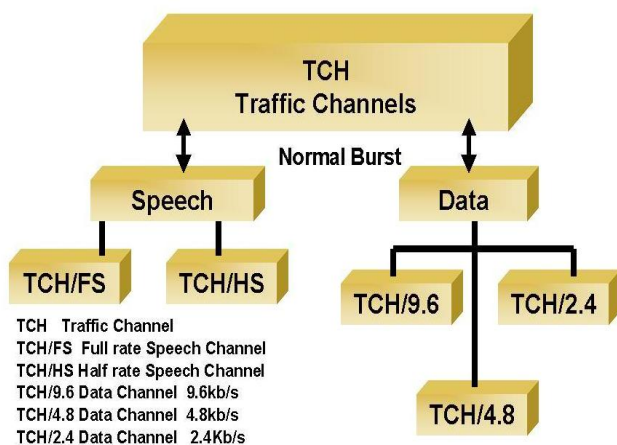 TCH
Traffic Channels
Normal Burst
Speech
Data
TCH/FS
TCH/HS
TCH/9.6
TCH/2.4
TCH/4.8
TCH Traffic Channel
TCH/FS Full rate Speech Channel
TCH/HS Half rate Speech Channel
TCH/9.6 Data Channel 9.6kb/s
TCH/4.8 Data Channel 4.8kb/s
TCH/2.4 Data Channel 2.4Kb/s